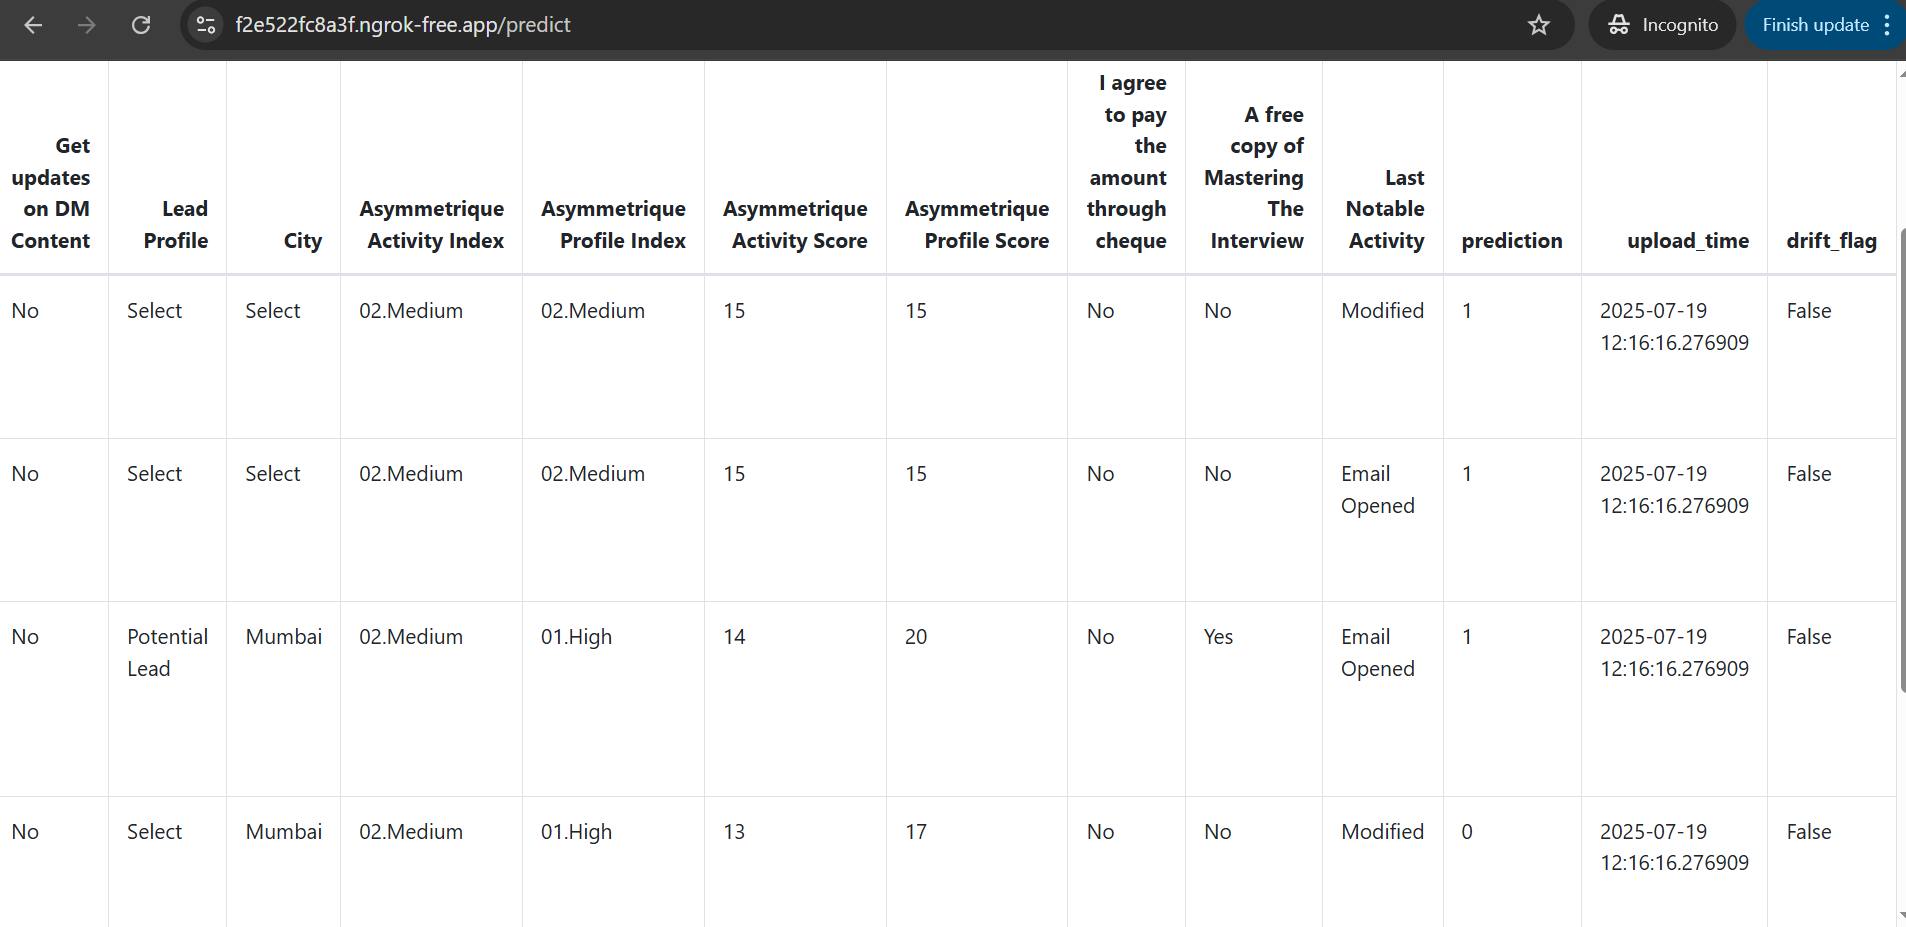 f2e522fc8a3f.ngrok-free.app/predict
Incognito
Finish update
Get updates on DM Content
Lead Profile
City
Asymmetrique Activity Index
Asymmetrique Profile Index
Asymmetrique Activity Score
Asymmetrique Profile Score
I agree to pay the amount through cheque
A free copy of Mastering The Interview
Last Notable Activity
prediction
upload_time
drift_flag
No Select Select 02.Medium 02.Medium 15 15 No No Modified 1 2025-07-19 False
12:16:16.276909
No Select Select 02.Medium 02.Medium 15 15 No No Email 1 2025-07-19 False
Opened 12:16:16.276909
No Potential Mumbai 02.Medium 01.High 14 20 No Yes Email 1 2025-07-19 False
Lead Opened 12:16:16.276909
No Select Mumbai 02.Medium 01.High 13 17 No No Modified 0 2025-07-19 False
12:16:16.276909